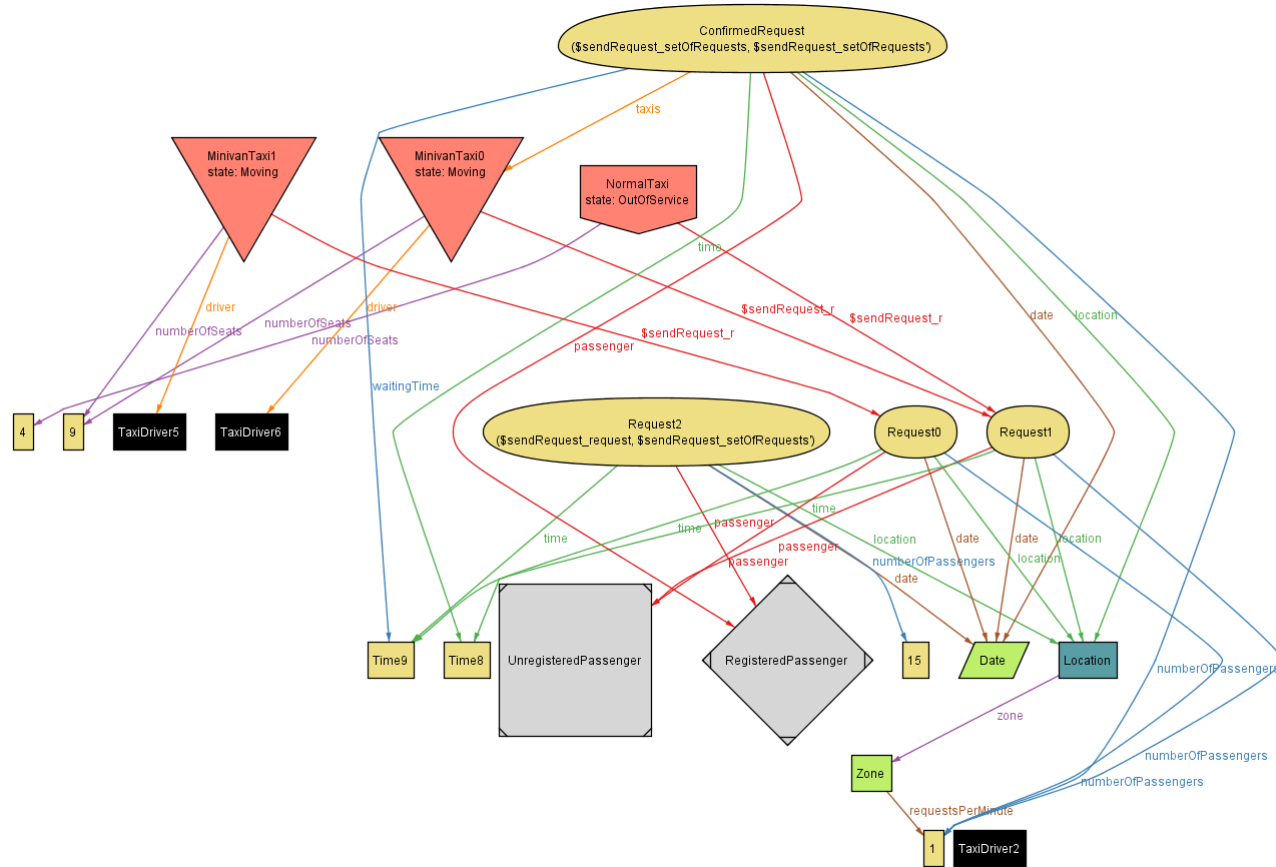 ConfirmedRequest
($sendRequest_setOfRequests, $sendRequest_setOfRequests')
taxis
MinivanTaxi1
state: Moving
MinivanTaxi0
state: Moving
NormalTaxi
state: OutOfService
time
driver
driver
numberOfSeats
numberOfSeats
numberOfSeats
$sendRequest_r
$sendRequest_r
$sendRequest_r
passenger
date
location
waitingTime
4
9
TaxiDriver5
TaxiDriver6
Request2
($sendRequest_request, $sendRequest_setOfRequests')
Request0
Request1
time
time
time
passenger
passenger
passenger
location
numberOfPassengers
date
date
location
date
location
Time9
Time8
UnregisteredPassenger
RegisteredPassenger
15
Date
Location
numberOfPassengers
zone
Zone
numberOfPassengers
numberOfPassengers
requestsPerMinute
1
TaxiDriver2